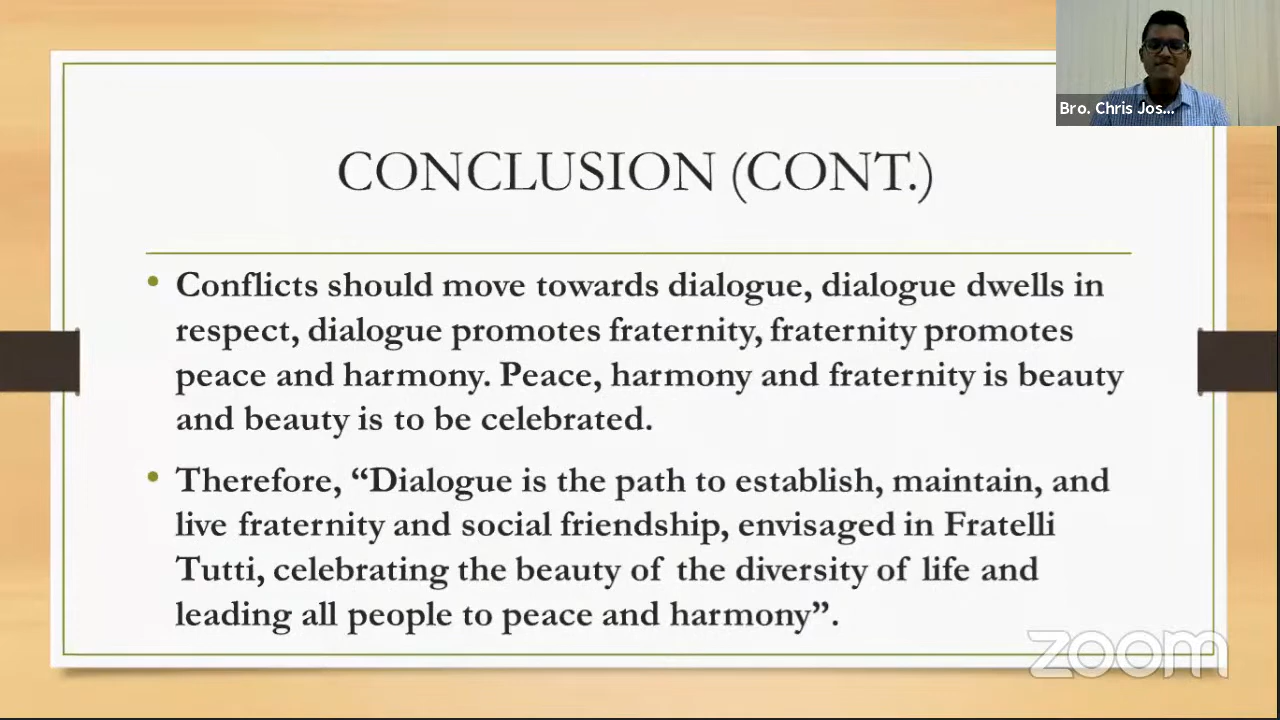 Bro. Chris Jos...
CONCLUSION (CONT.)
• Conflicts should move towards dialogue, dialogue dwells in
respect, dialogue promotes fraternity, fraternity promotes
peace and harmony. Peace, harmony and fraternity is beauty
and beauty is to be celebrated.
• Therefore, “Dialogue is the path to establish, maintain, and
live fraternity and social friendship, envisaged in Fratelli
Tutti, celebrating the beauty of the diversity of life and
leading all people to peace and harmony”.
zoom